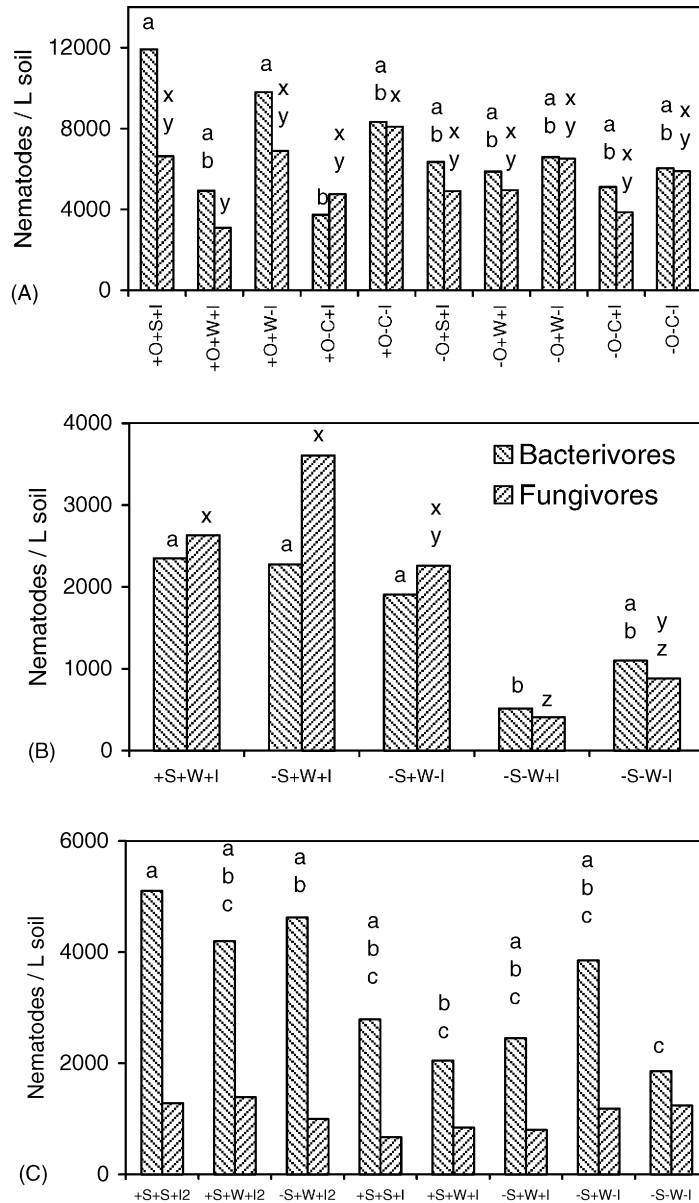 Nematodes / L soil
12000
8000
4000
0
a
x
y
a
b
y
a
x
y
b
x
y
a
b
x
a
b
x
y
a
b
x
y
a
b
x
y
a
b
x
y
a
b
x
y
+O+S+I
+O+W+I
+O+W-I
+O-C+I
+O-C-I
-O+S+I
-O+W+I
-O+W-I
-O-C+I
-O-C-I
(A)
Nematodes / L soil
4000
3000
2000
1000
0
Bacterivores
Fungivores
a
x
a
x
a
x
y
b
z
a
b
y
z
+S+W+I
-S+W+I
-S+W-I
-S-W+I
-S-W-I
(B)
Nematodes / L soil
6000
4000
2000
0
a
a
b
c
a
b
a
b
c
b
c
a
b
c
a
b
c
c
+S+S+I2
+S+W+I2
-S+W+I2
+S+S+I
+S+W+I
-S+W+I
-S+W-I
-S-W-I
(C)